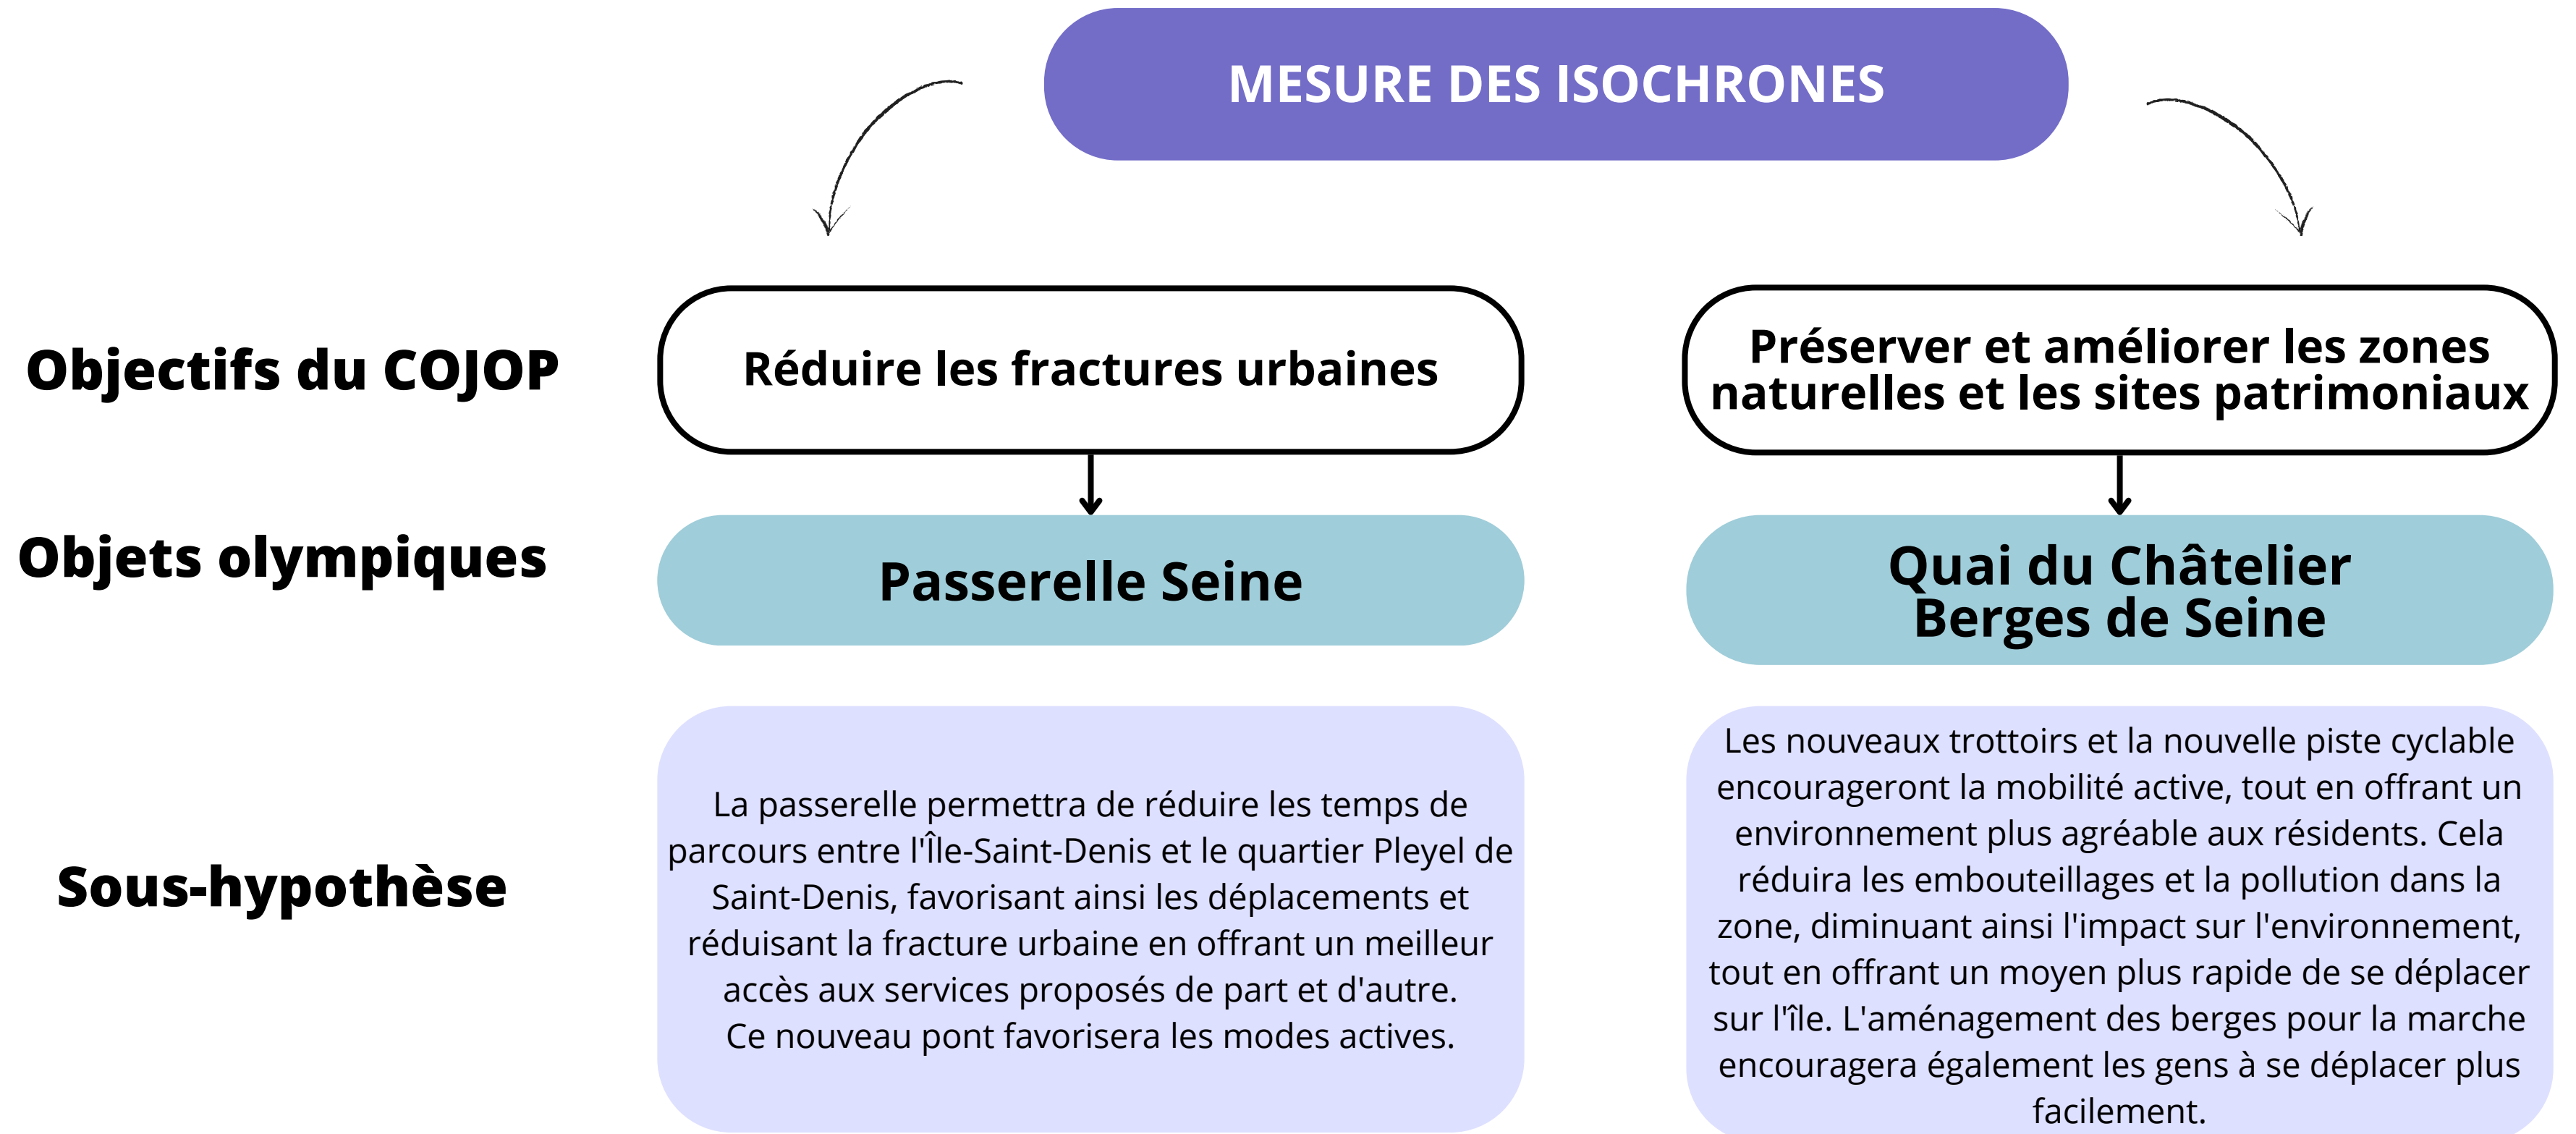 MESURE DES ISOCHRONES
Objectifs du COJOP
Réduire les fractures urbaines
Préserver et améliorer les zones
naturelles et les sites patrimoniaux
Objets olympiques
Passerelle Seine
Quai du Châtelier
Berges de Seine
Sous-hypothèse
La passerelle permettra de réduire les temps de
parcours entre l'Île-Saint-Denis et le quartier Pleyel de
Saint-Denis, favorisant ainsi les déplacements et
réduisant la fracture urbaine en offrant un meilleur
accès aux services proposés de part et d'autre.
Ce nouveau pont favorisera les modes actives.
Les nouveaux trottoirs et la nouvelle piste cyclable
encourageront la mobilité active, tout en offrant un
environnement plus agréable aux résidents. Cela
réduira les embouteillages et la pollution dans la
zone, diminuant ainsi l'impact sur l'environnement,
tout en offrant un moyen plus rapide de se déplacer
sur l'île. L'aménagement des berges pour la marche
encouragera également les gens à se déplacer plus
facilement.